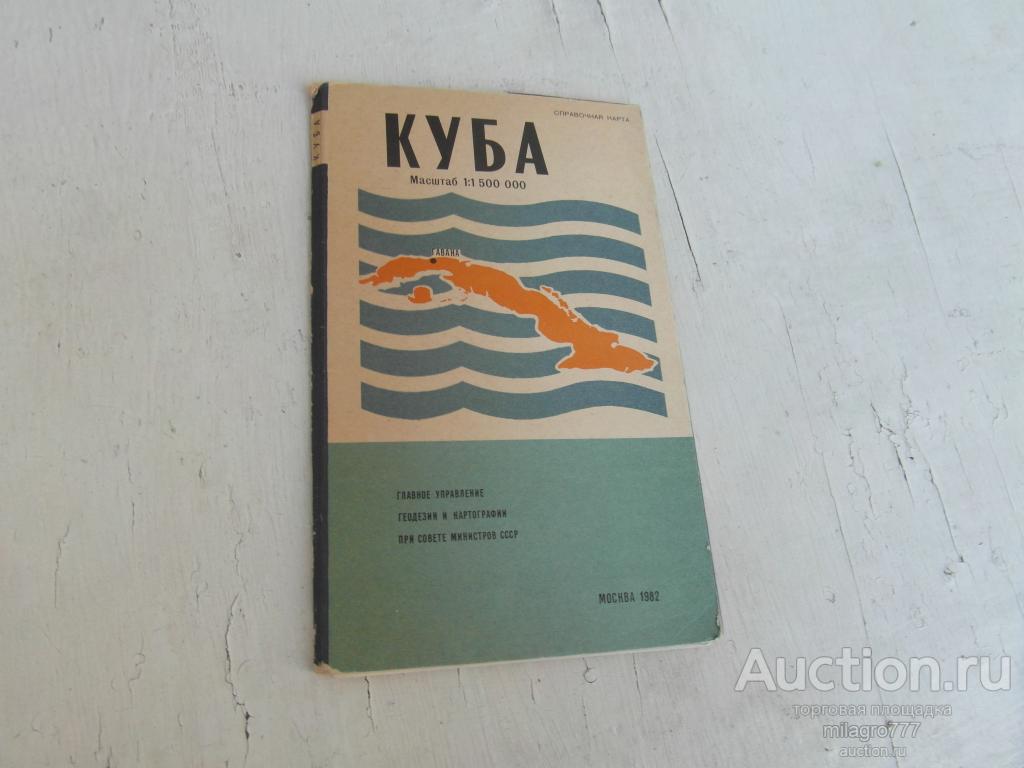 СПРАВОЧНАЯ КАРТА
КУБА
КУБА
Масштаб 1:1 500 000
ГАВАНА
ГЛАВНОЕ УПРАВЛЕНИЕ
ГЕОДЕЗИИ И КАРТОГРАФИИ
ПРИ СОВЕТЕ МИНИСТРОВ СССР
МОСКВА 1982
Auction.ru
торговая площадка
milagro777
auction.ru